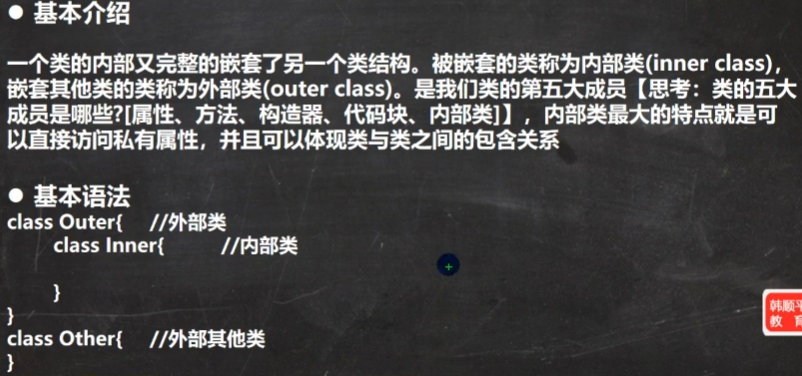 ● 基本介绍
一个类的内部又完整的嵌套了另一个类结构。被嵌套的类称为内部类(inner class)，
嵌套其他类的类称为外部类(outer class)。是我们类的第五大成员【思考：类的五大
成员是哪些?[属性、方法、构造器、代码块、内部类]】，内部类最大的特点就是可
以直接访问私有属性，并且可以体现类与类之间的包含关系
● 基本语法
class Outer{ //外部类
class Inner{ //内部类
}
}
class Other{ //外部其他类
}
韩顺平
教 育